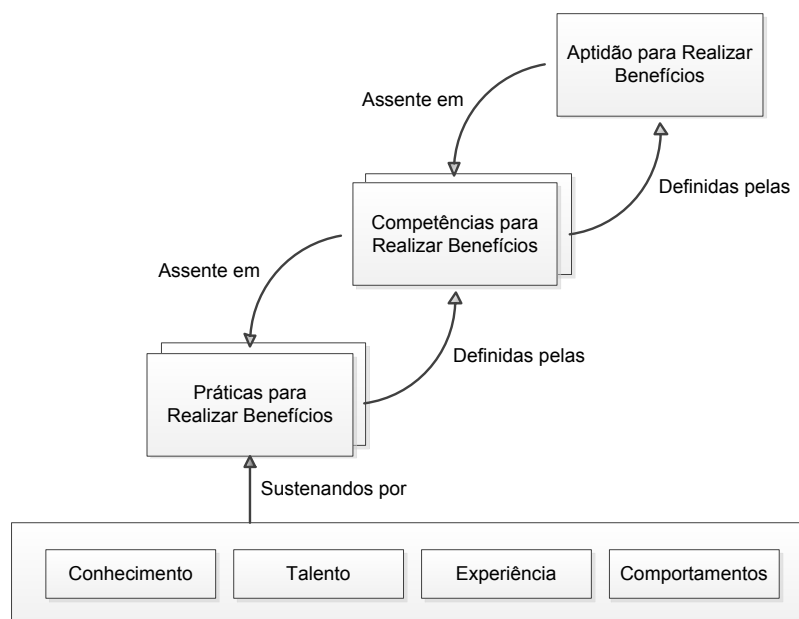 Aptidão para Realizar
Benefícios
Assente em
Definidas pelas
Competências para
Realizar Benefícios
Assente em
Definidas pelas
Práticas para
Realizar Benefícios
Sustenandos por
Conhecimento
Talento
Experiência
Comportamentos